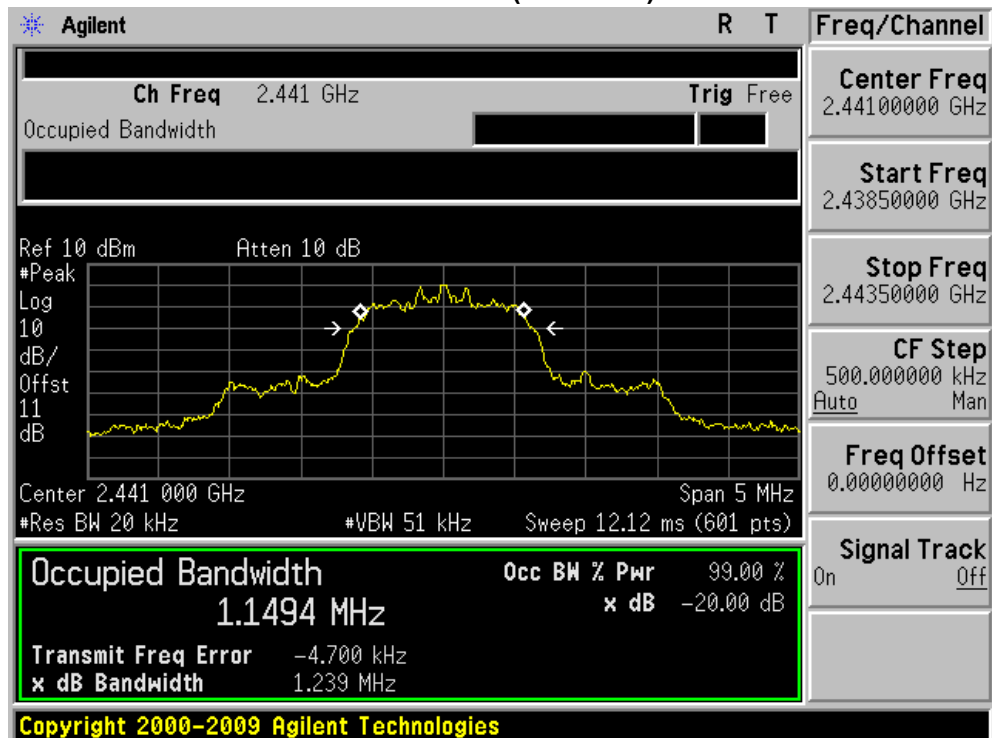 Agilent R T
Freq/Channel
Ch Freq 2.441 GHz Trig Free
Occupied Bandwidth
Center Freq
2.44100000 GHz
Start Freq
2.43850000 GHz
Stop Freq
2.44350000 GHz
CF Step
500.000000 kHz
Auto Man
Freq Offset
0.00000000 Hz
Signal Track
On Off
Ref 10 dBm Atten 10 dB
#Peak
Log
10
dB/
Offst
11
dB
Center 2.441 000 GHz Span 5 MHz
#Res BW 20 kHz #VBW 51 kHz Sweep 12.12 ms (601 pts)
Occupied Bandwidth
1.1494 MHz
Occ BW % Pwr 99.00 %
x dB -20.00 dB
Transmit Freq Error -4.700 kHz
x dB Bandwidth 1.239 MHz
Copyright 2000-2009 Agilent Technologies